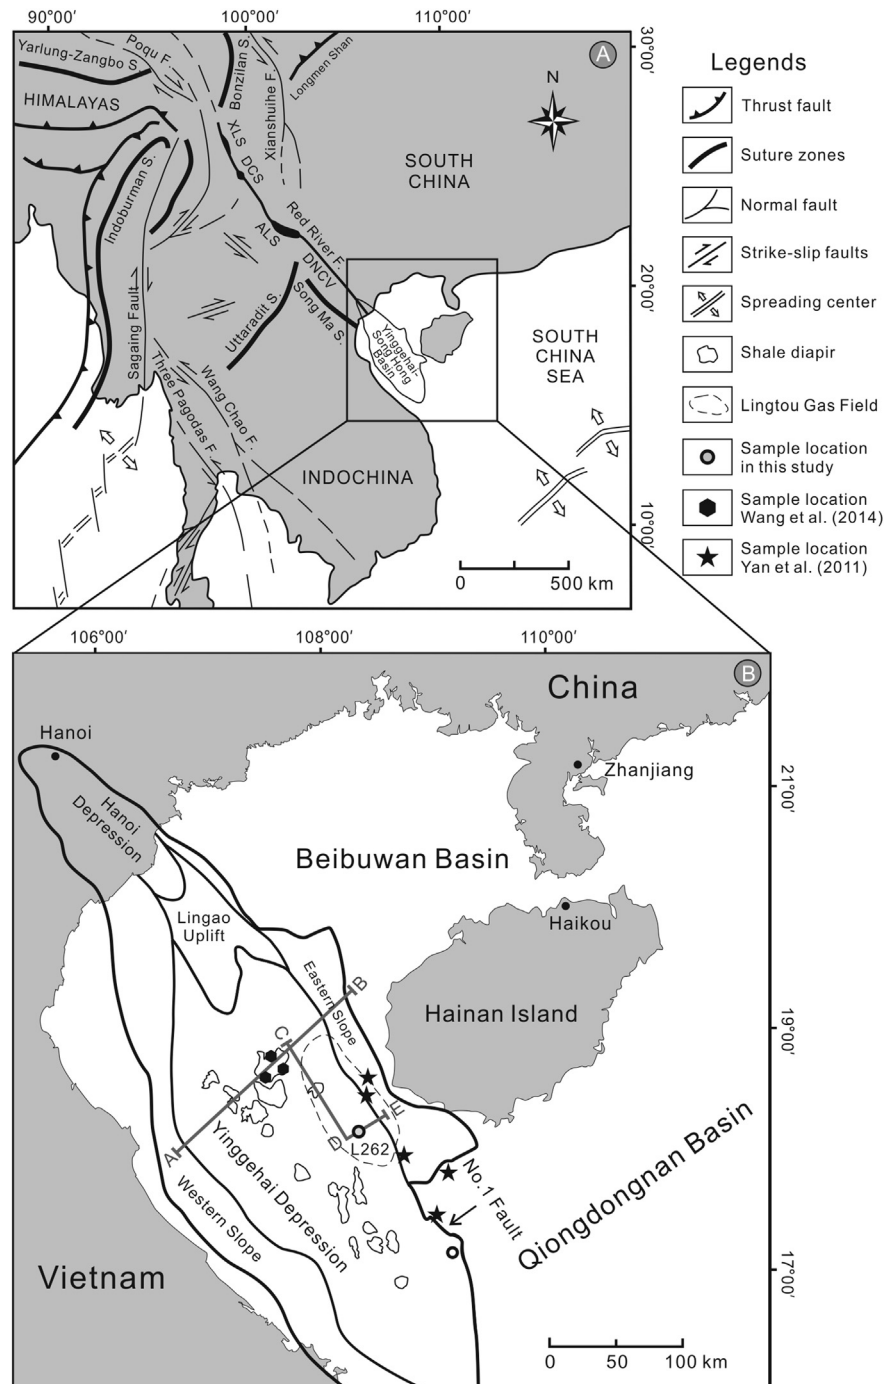 90°00′ 100°00′ 110°00′
A
30°00′
20°00′
10°00′
Yarlung-Zangbo S.
Poqu F.
Bonzilan S.
Xianshuihe F.
Longmen Shan
HIMALAYAS
XLS
DCS
N
SOUTH
CHINA
Indoburman S.
ALS
Red River F.
DNCV
Song Ma S.
Uttaradit S.
Sagaing Fault
Three Pagodas F.
Wang Chao F.
Yinggehai-
Song Hong
Basin
SOUTH
CHINA
SEA
INDOCHINA
0 500 km
Legends
Thrust fault
Suture zones
Normal fault
Strike-slip faults
Spreading center
Shale diapir
Lingtou Gas Field
Sample location
in this study
Sample location
Wang et al. (2014)
Sample location
Yan et al. (2011)
106°00′ 108°00′ 110°00′
B
21°00′
19°00′
17°00′
China
Hanoi
Zhanjiang
Hanoi
Depression
Beibuwan Basin
Lingao
Uplift
Haikou
Eastern Slope
Hainan Island
A
B
C
D
E
L262
Yinggehai Depression
Western Slope
No.1 Fault
Qiongdongnan Basin
Vietnam
0 50 100 km